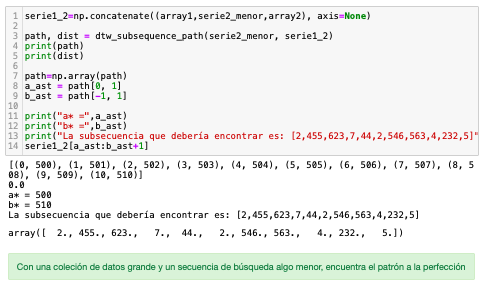 1 serie1_2=np.concatenate((array1,serie2_menor,array2), axis=None)
2
3 path, dist = dtw_subsequence_path(serie2_menor, serie1_2)
4 print(path)
5 print(dist)
6
7 path=np.array(path)
8 a_ast = path[0, 1]
9 b_ast = path[-1, 1]
10
11 print("a* =",a_ast)
12 print("b* =",b_ast)
13 print("La subsecuencia que debería encontrar es: [2,455,623,7,44,2,546,563,4,232,5]"
14 serie1_2[a_ast:b_ast+1]
[(0, 500), (1, 501), (2, 502), (3, 503), (4, 504), (5, 505), (6, 506), (7, 507), (8, 5
08), (9, 509), (10, 510)]
0.0
a* = 500
b* = 510
La subsecuencia que debería encontrar es: [2,455,623,7,44,2,546,563,4,232,5]
array([  2., 455., 623.,   7.,  44.,   2., 546., 563.,   4., 232.,   5.])
Con una coleción de datos grande y un secuencia de búsqueda algo menor, encuentra el patrón a la perfección